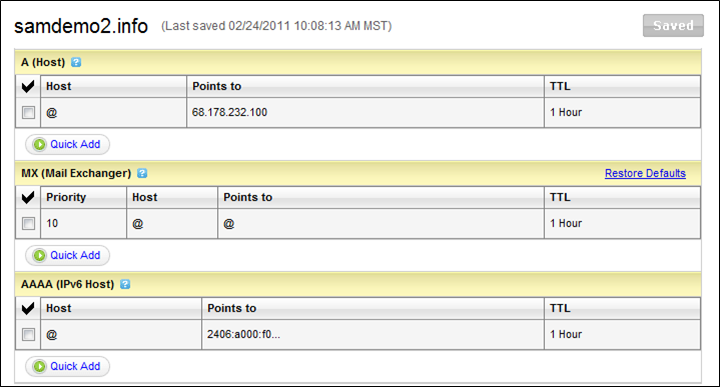 samdemo2.info (Last saved 02/24/2011 10:08:13 AM MST) Saved
A (Host) ?
Host Points to TTL
@ 68.178.232.100 1 Hour
Quick Add
MX (Mail Exchanger) ? Restore Defaults
Priority Host Points to TTL
10 @ @ 1 Hour
Quick Add
AAAA (IPv6 Host) ?
Host Points to TTL
@ 2406:a000:f0... 1 Hour
Quick Add